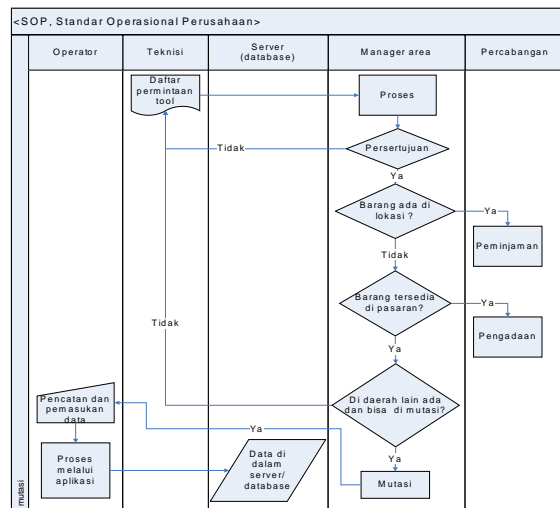 <SOP, Standar Operasional Perusahaan>
Operator
Teknisi
Server
(database)
Manager area
Percabangan
Daftar
permintaan
tool
Proses
Persertujuan
Tidak
Ya
Barang ada di
lokasi ?
Ya
Peminjaman
Tidak
Barang tersedia
di pasaran?
Ya
Pengadaan
Tidak
Ya
Di daerah lain ada
dan bisa di mutasi?
Pencatan dan
pemasukan
data
Ya
Ya
Proses
melalui
aplikasi
Data di
dalam
server/
database
Mutasi
mutasi